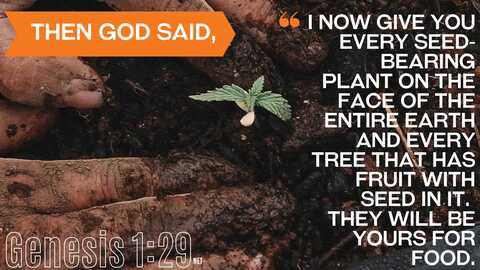 THEN GOD SAID,
“ I NOW GIVE YOU
EVERY SEED-
BEARING
PLANT ON THE
FACE OF THE
ENTIRE EARTH
AND EVERY
TREE THAT HAS
FRUIT WITH
SEED IN IT.
THEY WILL BE
YOURS FOR
FOOD.
Genesis 1:29 NET